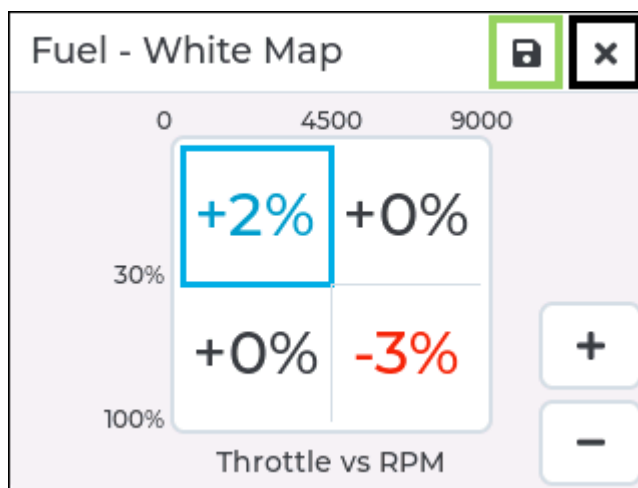 Fuel - White Map
0 4500 9000
+2% +0%
30%
+0% -3%
+
100%
−
Throttle vs RPM